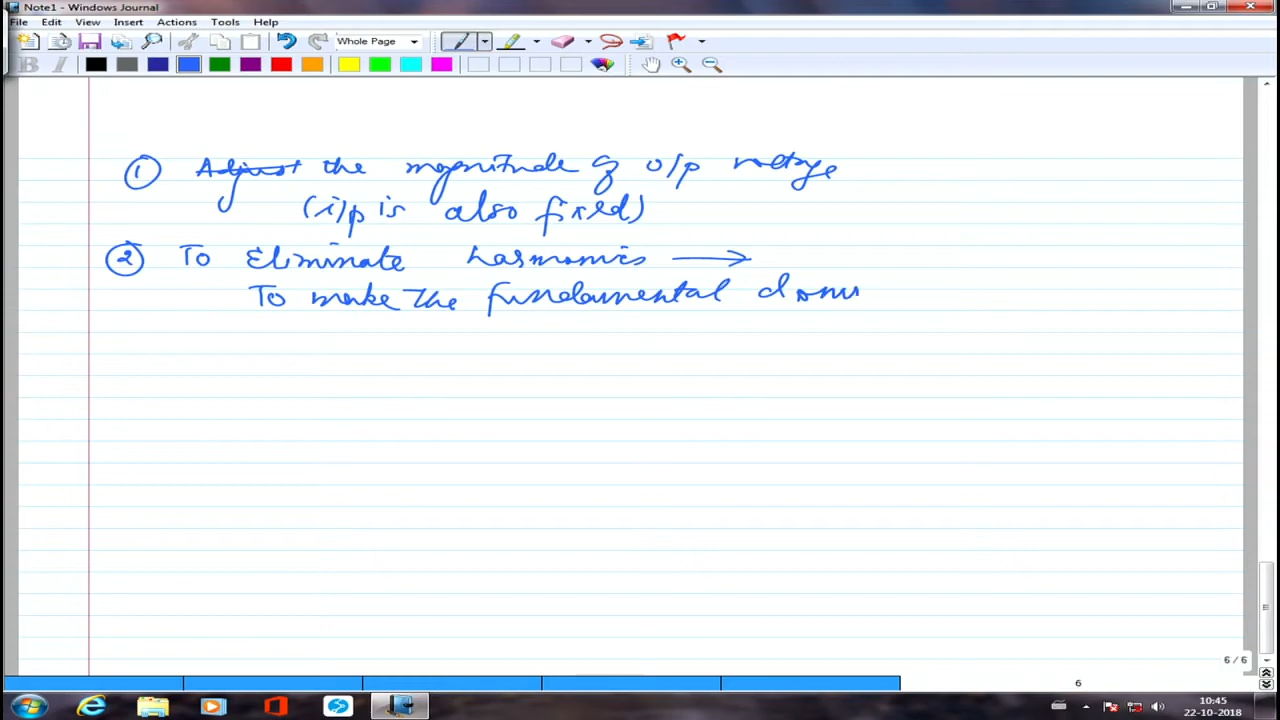 Note1 - Windows Journal
File Edit View Insert Actions Tools Help
Whole Page
B I
① Adjust the magnitude of o/p voltage
(i/p is also fixed)
② To Eliminate harmonics →
To make the fundamental
6 / 6
6
10:45
22-10-2018